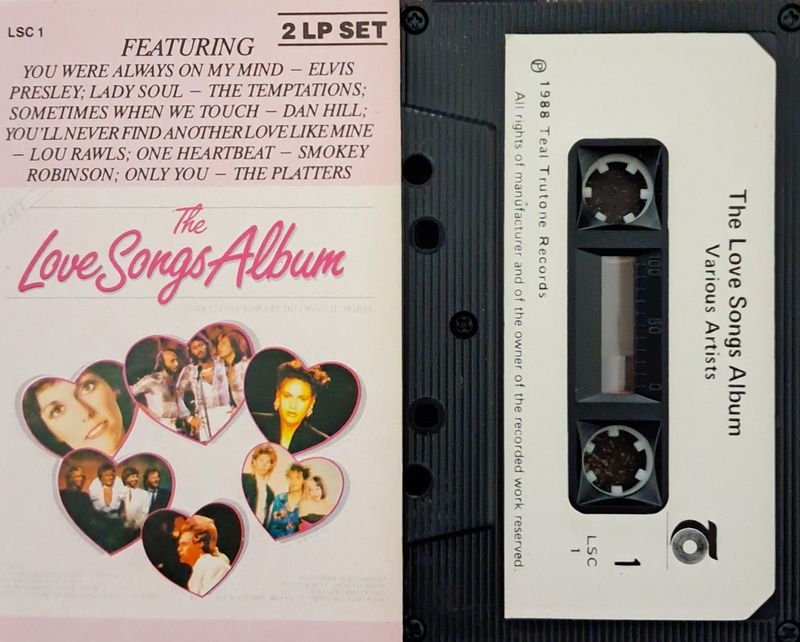 LSC 1
2 LP SET
FEATURING
YOU WERE ALWAYS ON MY MIND – ELVIS
PRESLEY; LADY SOUL – THE TEMPTATIONS;
SOMETIMES WHEN WE TOUCH – DAN HILL;
YOU'LL NEVER FIND ANOTHER LOVE LIKE MINE
– LOU RAWLS; ONE HEARTBEAT – SMOKEY
ROBINSON; ONLY YOU – THE PLATTERS
The
Love Songs Album
The Love Songs Album
Various Artists
100
50
0
1
LSC
1
℗ 1988 Teal Trutone Records
All rights of manufacturer and of the owner of the recorded work reserved.